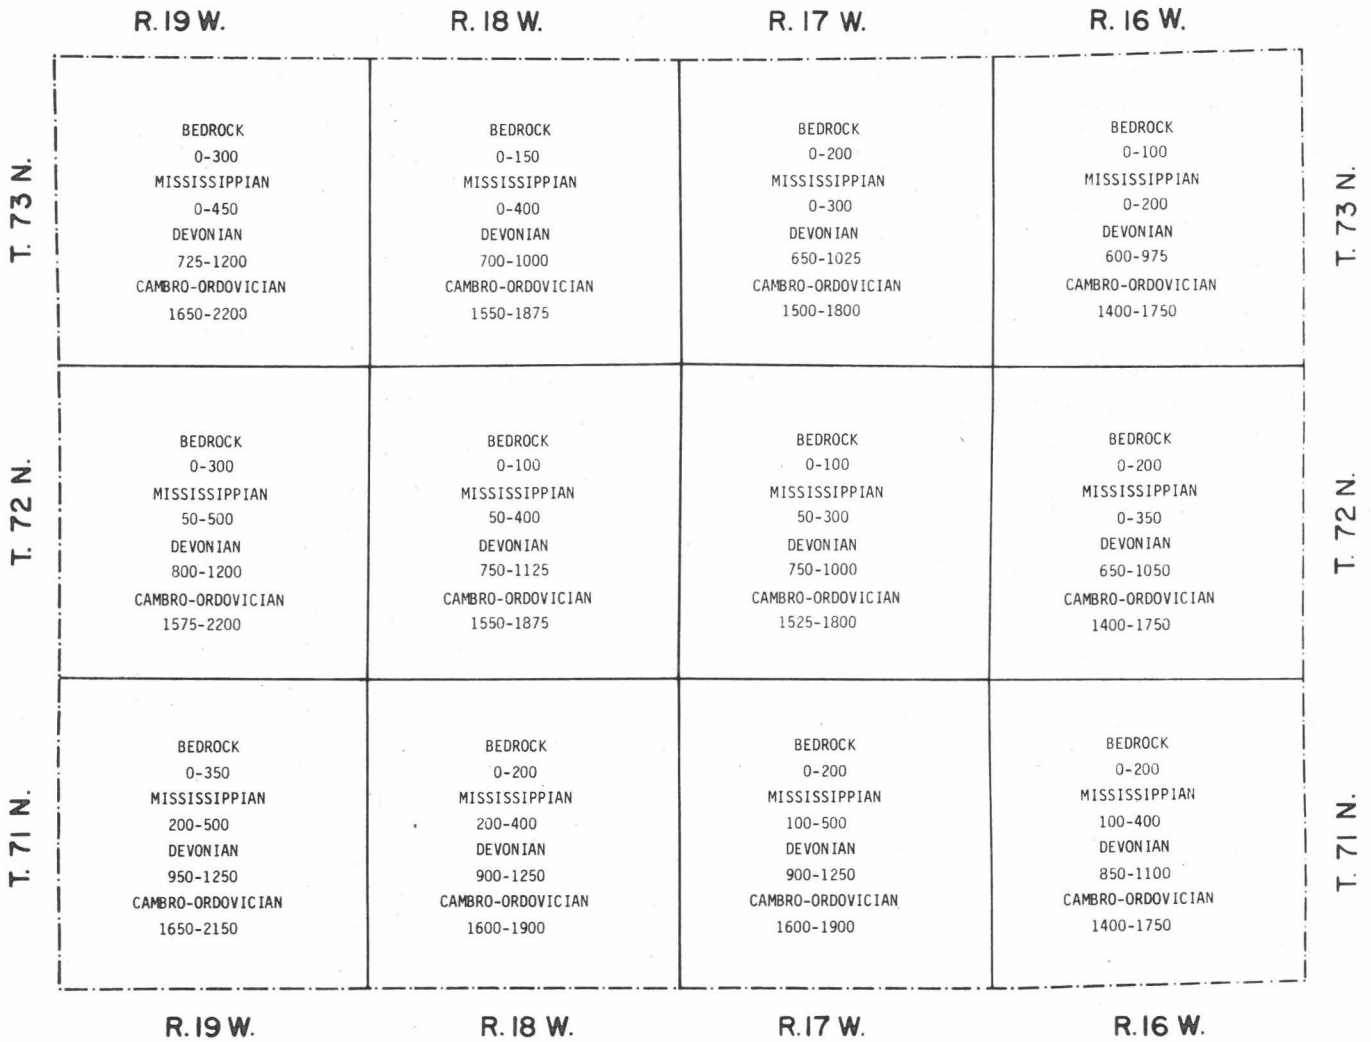 R. 19 W.
R. 18 W.
R. 17 W.
R. 16 W.
T. 73 N.
BEDROCK
0-300
MISSISSIPPIAN
0-450
DEVONIAN
725-1200
CAMBRO-ORDOVICIAN
1650-2200
BEDROCK
0-150
MISSISSIPPIAN
0-400
DEVONIAN
700-1000
CAMBRO-ORDOVICIAN
1550-1875
BEDROCK
0-200
MISSISSIPPIAN
0-300
DEVONIAN
650-1025
CAMBRO-ORDOVICIAN
1500-1800
BEDROCK
0-100
MISSISSIPPIAN
0-200
DEVONIAN
600-975
CAMBRO-ORDOVICIAN
1400-1750
T. 73 N.
T. 72 N.
BEDROCK
0-300
MISSISSIPPIAN
50-500
DEVONIAN
800-1200
CAMBRO-ORDOVICIAN
1575-2200
BEDROCK
0-100
MISSISSIPPIAN
50-400
DEVONIAN
750-1125
CAMBRO-ORDOVICIAN
1550-1875
BEDROCK
0-100
MISSISSIPPIAN
50-300
DEVONIAN
750-1000
CAMBRO-ORDOVICIAN
1525-1800
BEDROCK
0-200
MISSISSIPPIAN
0-350
DEVONIAN
650-1050
CAMBRO-ORDOVICIAN
1400-1750
T. 72 N.
T. 71 N.
BEDROCK
0-350
MISSISSIPPIAN
200-500
DEVONIAN
950-1250
CAMBRO-ORDOVICIAN
1650-2150
BEDROCK
0-200
MISSISSIPPIAN
200-400
DEVONIAN
900-1250
CAMBRO-ORDOVICIAN
1600-1900
BEDROCK
0-200
MISSISSIPPIAN
100-500
DEVONIAN
900-1250
CAMBRO-ORDOVICIAN
1600-1900
BEDROCK
0-200
MISSISSIPPIAN
100-400
DEVONIAN
850-1100
CAMBRO-ORDOVICIAN
1400-1750
T. 71 N.
R. 19 W.
R. 18 W.
R. 17 W.
R. 16 W.